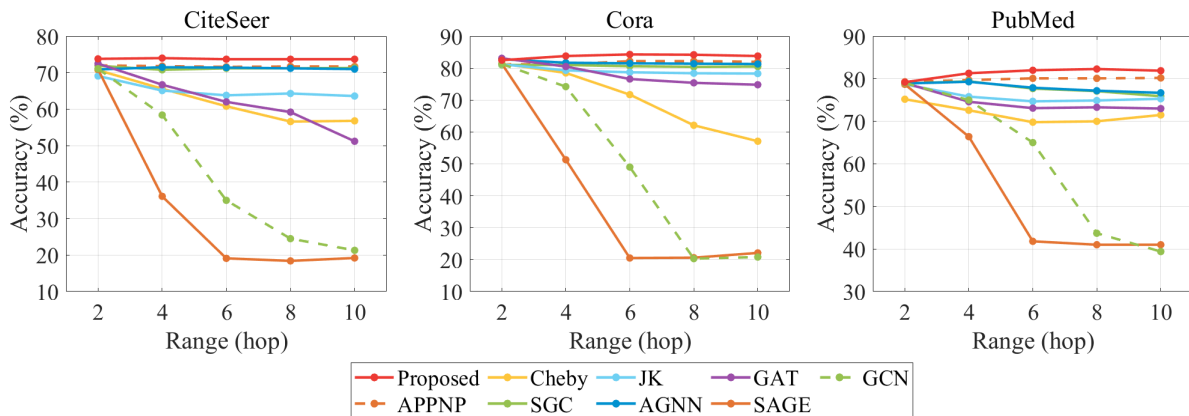 CiteSeer
80
70
60
50
40
30
20
10
Accuracy (%)
2 4 6 8 10
Range (hop)
Cora
90
80
70
60
50
40
30
20
10
Accuracy (%)
2 4 6 8 10
Range (hop)
PubMed
90
80
70
60
50
40
30
Accuracy (%)
2 4 6 8 10
Range (hop)
Proposed Cheby JK GAT GCN
APPNP SGC AGNN SAGE